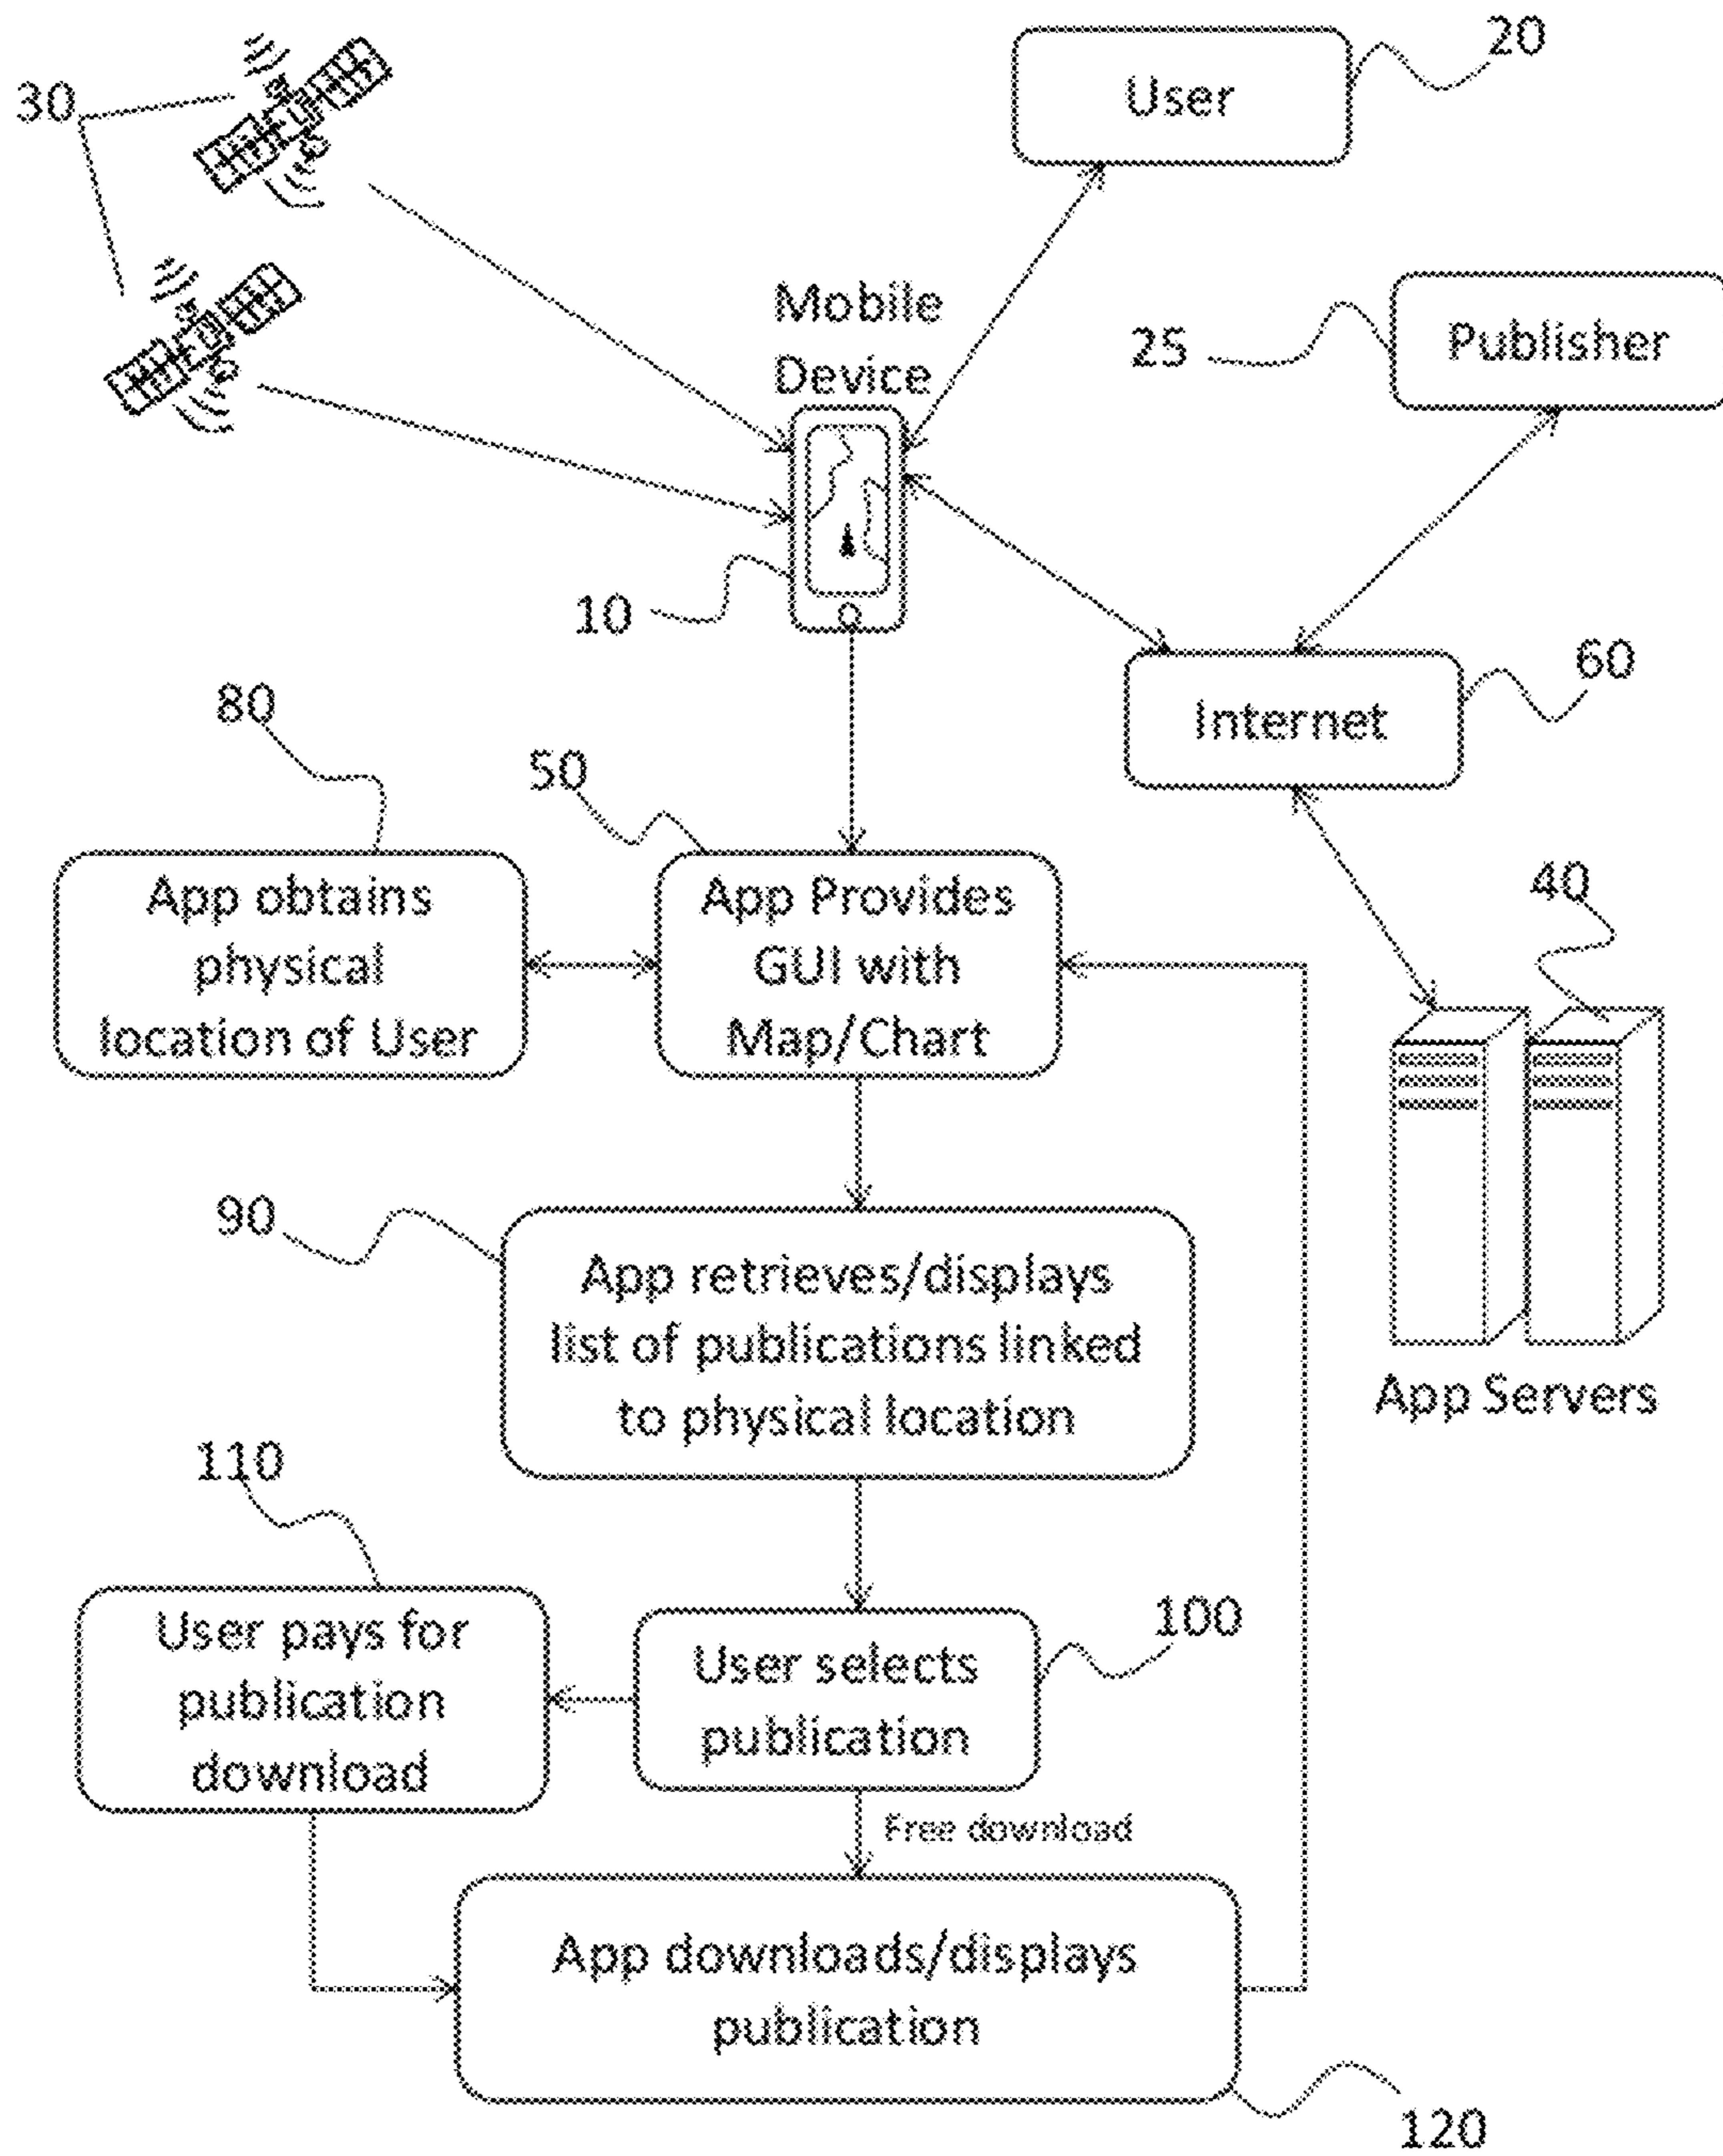 20
User
30
Mobile
Device
25
Publisher
10
60
Internet
80
50
App obtains
physical
location of User
App Provides
GUI with
Map/Chart
40
App Servers
90
App retrieves/displays
list of publications linked
to physical location
110
User pays for
publication
download
100
User selects
publication
Free download
App downloads/displays
publication
120